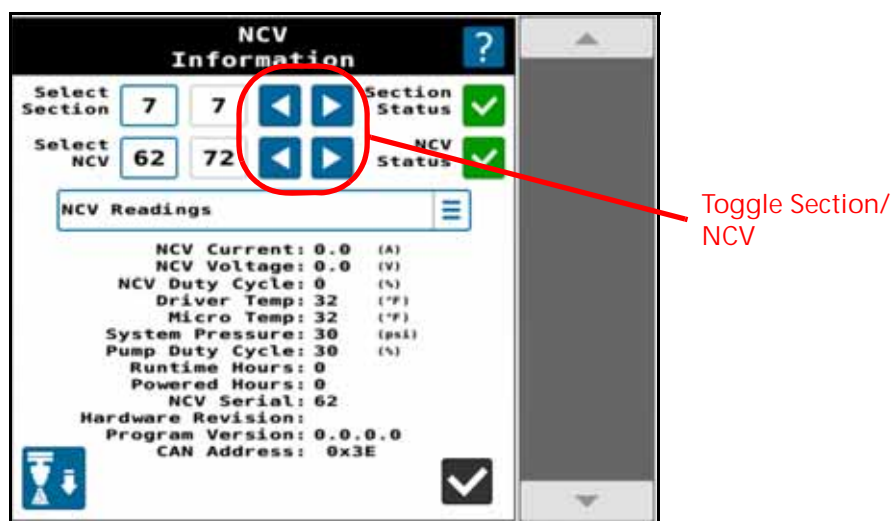 NCV
Information
?
Select
Section 7 7 Section
Status
Select
NCV 62 72 NCV
Status
NCV Readings
NCV Current: 0.0 (A)
NCV Voltage: 0.0 (V)
NCV Duty Cycle: 0 (%)
Driver Temp: 32 (°F)
Micro Temp: 32 (°F)
System Pressure: 30 (psi)
Pump Duty Cycle: 30 (%)
Runtime Hours: 0
Powered Hours: 0
NCV Serial: 62
Hardware Revision:
Program Version: 0.0.0.0
CAN Address: 0x3E
Toggle Section/
NCV